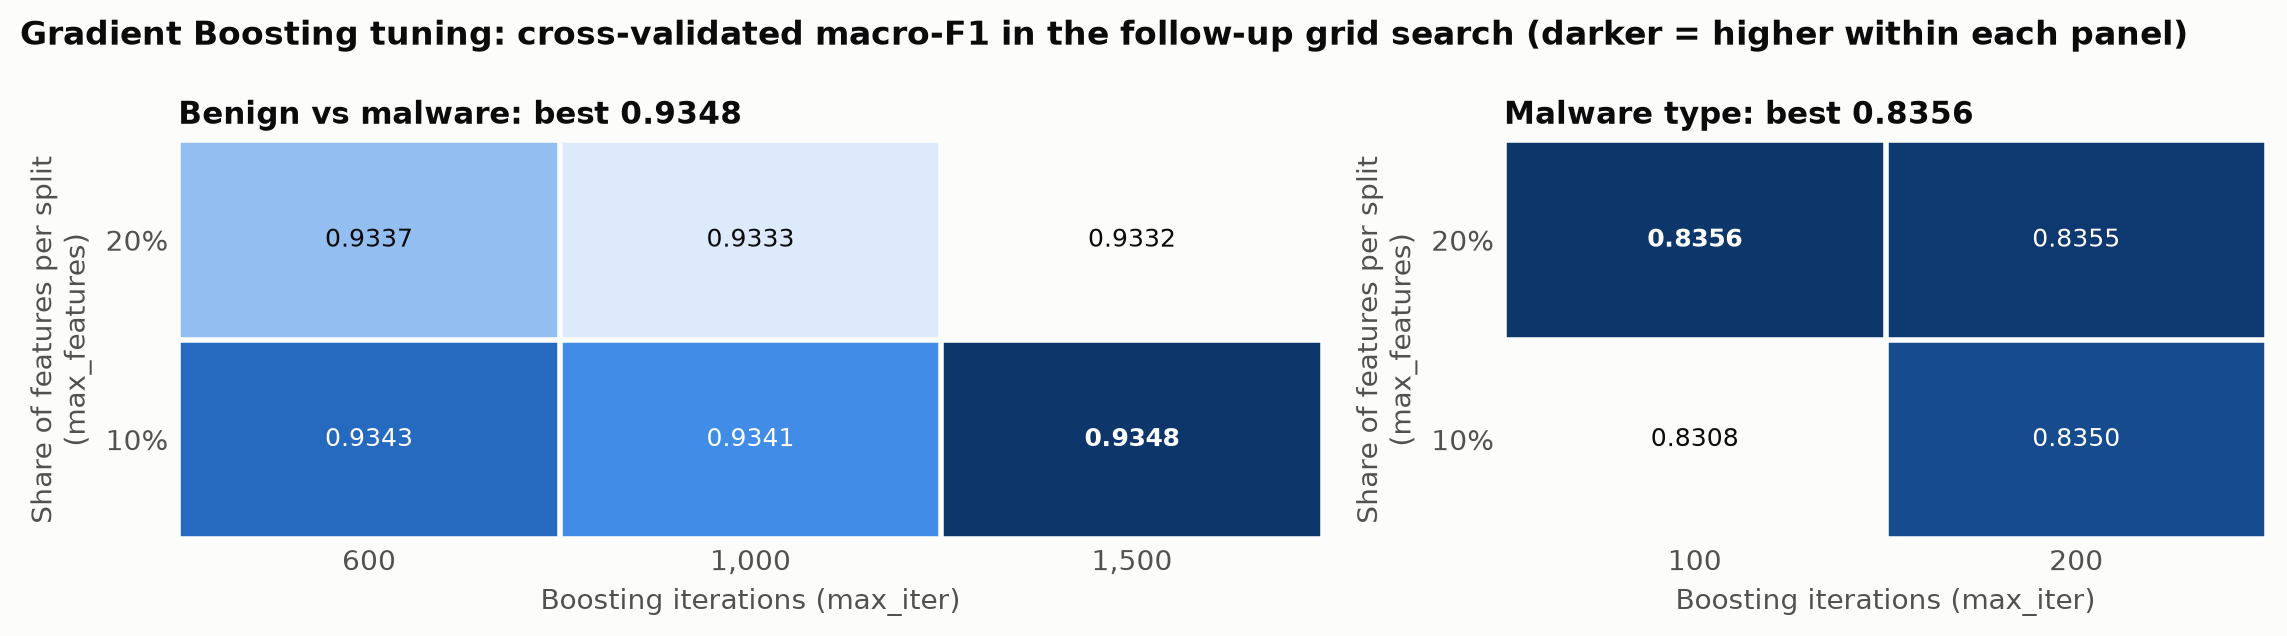 Gradient Boosting tuning: cross-validated macro-F1 in the follow-up grid search (darker = higher within each panel)
Benign vs malware: best 0.9348
Share of features per split
(max_features)
20%
0.9337
0.9333
0.9332
10%
0.9343
0.9341
0.9348
600
1,000
1,500
Boosting iterations (max_iter)
Malware type: best 0.8356
Share of features per split
(max_features)
20%
0.8356
0.8355
10%
0.8308
0.8350
100
200
Boosting iterations (max_iter)